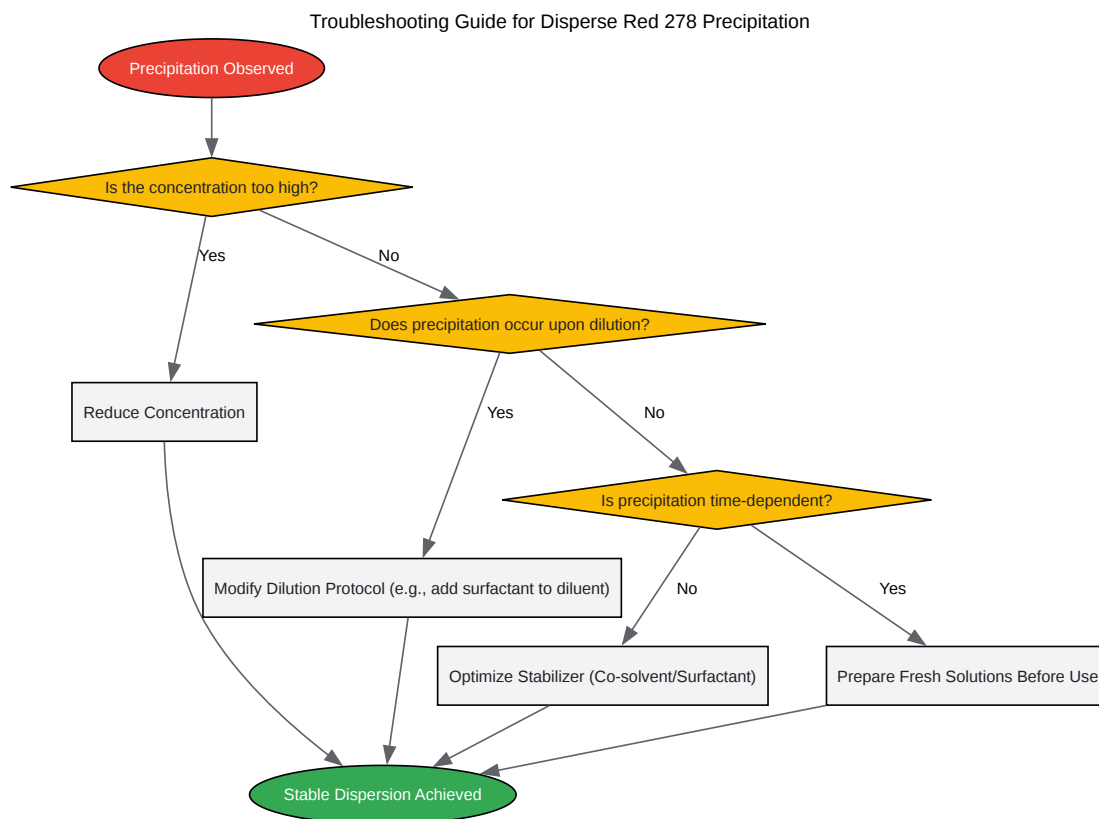 Troubleshooting Guide for Disperse Red 278 Precipitation
Precipitation Observed
Is the concentration too high?
Yes
No
Does precipitation occur upon dilution?
Reduce Concentration
Yes
No
Is precipitation time-dependent?
Modify Dilution Protocol (e.g., add surfactant to diluent)
No
Yes
Optimize Stabilizer (Co-solvent/Surfactant)
Prepare Fresh Solutions Before Use
Stable Dispersion Achieved